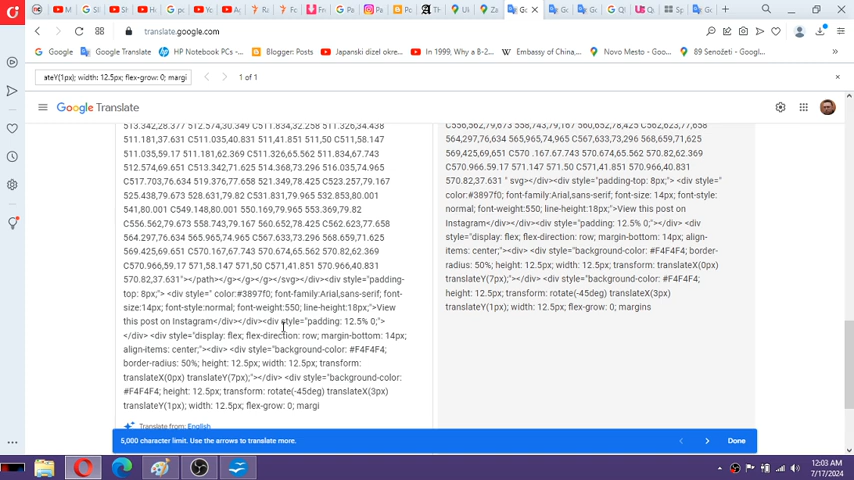 translate.google.com
Google
Google Translate
HP Notebook PC -...
Blogger: Posts
Japanski dizel okre...
In 1999, Why a B-2...
Embassy of China,...
Novo Mesto - Goo...
89 Senožeti - Googl...
ateY(1px); width: 12.5px; flex-grow: 0; margi
1 of 1
Google Translate
513.342,28.377 512.574,30.349 C511.834,32.258 511.326,34.438
511.181,37.631 C511.035,40.831 511,41.851 511,50 C511,58.147
511.035,59.17 511.181,62.369 C511.326,65.562 511.834,67.743
512.574,69.651 C513.342,71.625 514.368,73.296 516.035,74.965
C517.703,76.634 519.376,77.658 521.349,78.425 C523.257,79.167
525.438,79.673 528.631,79.82 C531.831,79.965 532.853,80.001
541,80.001 C549.148,80.001 550.169,79.965 553.369,79.82
C556.562,79.673 558.743,79.167 560.652,78.425 C562.623,77.658
564.297,76.634 565.965,74.965 C567.633,73.296 568.659,71.625
569.425,69.651 C570.167,67.743 570.674,65.562 570.82,62.369
C570.966,59.17 571,58.147 571,50 C571,41.851 570.966,40.831
570.82,37.631"></path></g></g></g></svg></div><div style="padding-
top: 8px;"> <div style=" color:#3897f0; font-family:Arial,sans-serif; font-
size:14px; font-style:normal; font-weight:550; line-height:18px;">View
this post on Instagram</div></div><div style="padding: 12.5% 0;">
</div> <div style="display: flex; flex-direction: row; margin-bottom: 14px;
align-items: center;"><div> <div style="background-color: #F4F4F4;
border-radius: 50%; height: 12.5px; width: 12.5px; transform:
translateX(0px) translateY(7px);"></div> <div style="background-color:
#F4F4F4; height: 12.5px; transform: rotate(-45deg) translateX(3px)
translateY(1px); width: 12.5px; flex-grow: 0; margi
Translate from: English
C556,562,79,673 558,743,79,167 560,652,78,425 C562,623,77,658
564,297,76,634 565,965,74,965 C567,633,73,296 568,659,71,625
569,425,69,651 C570 .167.67.743 570.674,65.562 570.82,62,369
C570.966.59.17 571.147 571.50 C571,41.851 570.966,40.831
570.82,37.631 " svg></div><div style="padding-top: 8px;"> <div style="
color:#3897f0; font-family:Arial,sans-serif; font-size: 14px; font-style:
normal; font-weight:550; line-height:18px;">View this post on
Instagram</div></div><div style="padding: 12.5% 0;"></div> <div
style="display: flex; flex-direction: row; margin-bottom: 14px; align-
items: center;"><div> <div style="background-color: #F4F4F4; border-
radius: 50%; height: 12.5px; width: 12.5px; transform: translateX(0px)
translateY(7px);"></div> <div style="background-color: #F4F4F4;
height: 12.5px; transform: rotate(-45deg) translateX(3px)
translateY(1px); width: 12.5px; flex-grow: 0; margins
5,000 character limit. Use the arrows to translate more.
Done
12:03 AM
7/17/2024